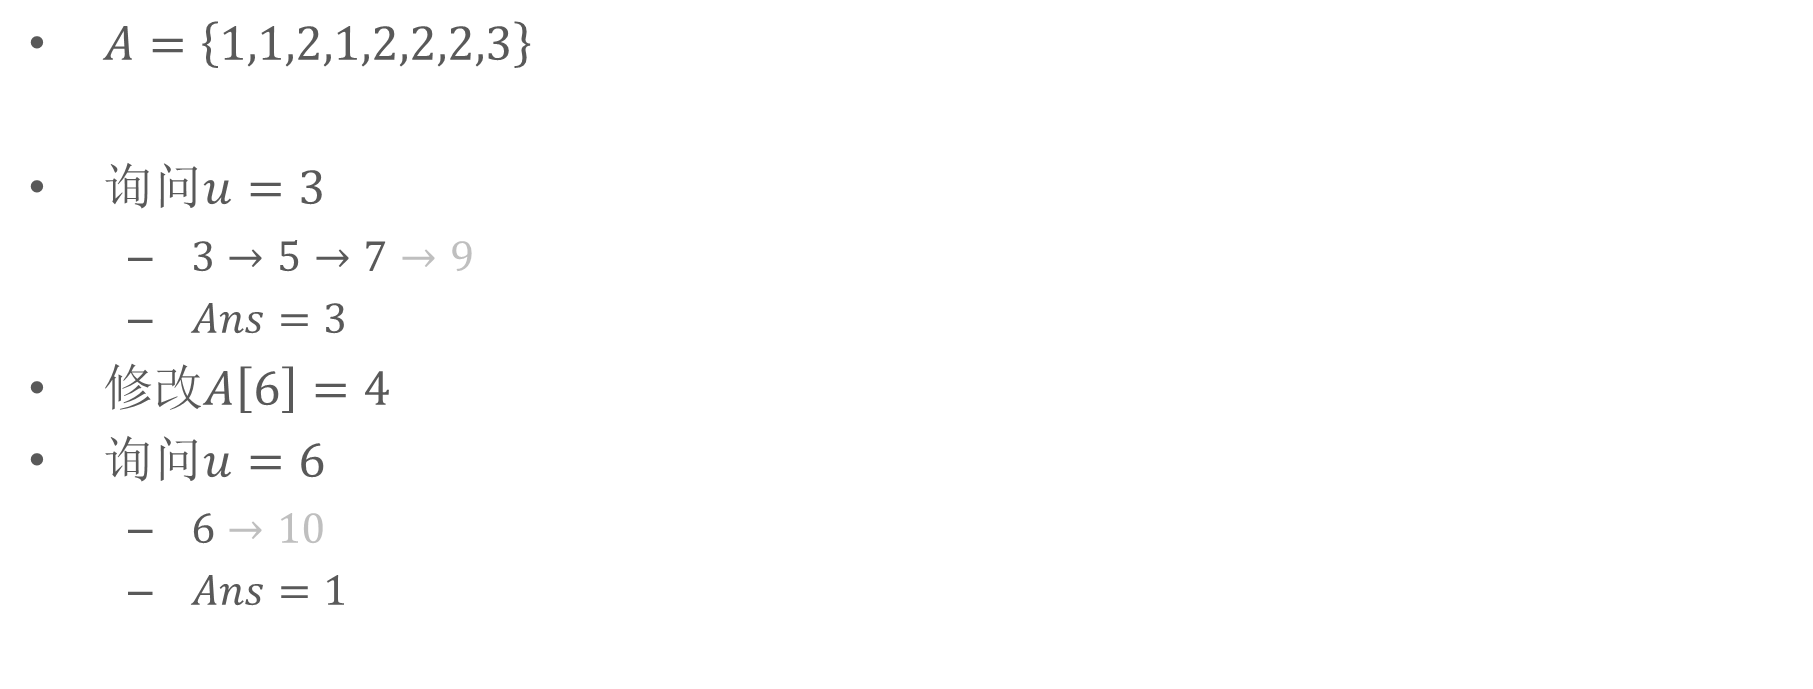 • A = {1,1,2,1,2,2,2,3}
• 询问u = 3
– 3 → 5 → 7 → 9
– Ans = 3
• 修改A[6] = 4
• 询问u = 6
– 6 → 10
– Ans = 1